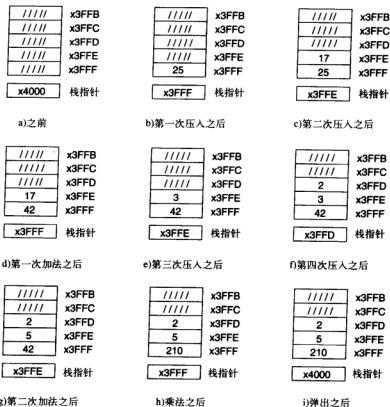 ///// x3FFB ///// x3FFB ///// x3FFB
///// x3FFC ///// x3FFC ///// x3FFC
///// x3FFD ///// x3FFD ///// x3FFD
///// x3FFE ///// x3FFE 17 x3FFE
///// x3FFF 25 x3FFF 25 x3FFF
x4000 栈指针 x3FFF 栈指针 x3FFE 栈指针
a)之前 b)第一次压入之后 c)第二次压入之后
///// x3FFB ///// x3FFB ///// x3FFB
///// x3FFC ///// x3FFC ///// x3FFC
///// x3FFD ///// x3FFD 2 x3FFD
17 x3FFE 3 x3FFE 3 x3FFE
42 x3FFF 42 x3FFF 42 x3FFF
x3FFF 栈指针 x3FFE 栈指针 x3FFD 栈指针
d)第一次加法之后 e)第三次压入之后 f)第四次压入之后
///// x3FFB ///// x3FFB ///// x3FFB
///// x3FFC ///// x3FFC ///// x3FFC
2 x3FFD 2 x3FFD 2 x3FFD
5 x3FFE 5 x3FFE 5 x3FFE
42 x3FFF 210 x3FFF 210 x3FFF
x3FFE 栈指针 x3FFF 栈指针 x4000 栈指针
g)第二次加法之后 h)乘法之后 i)弹出之后